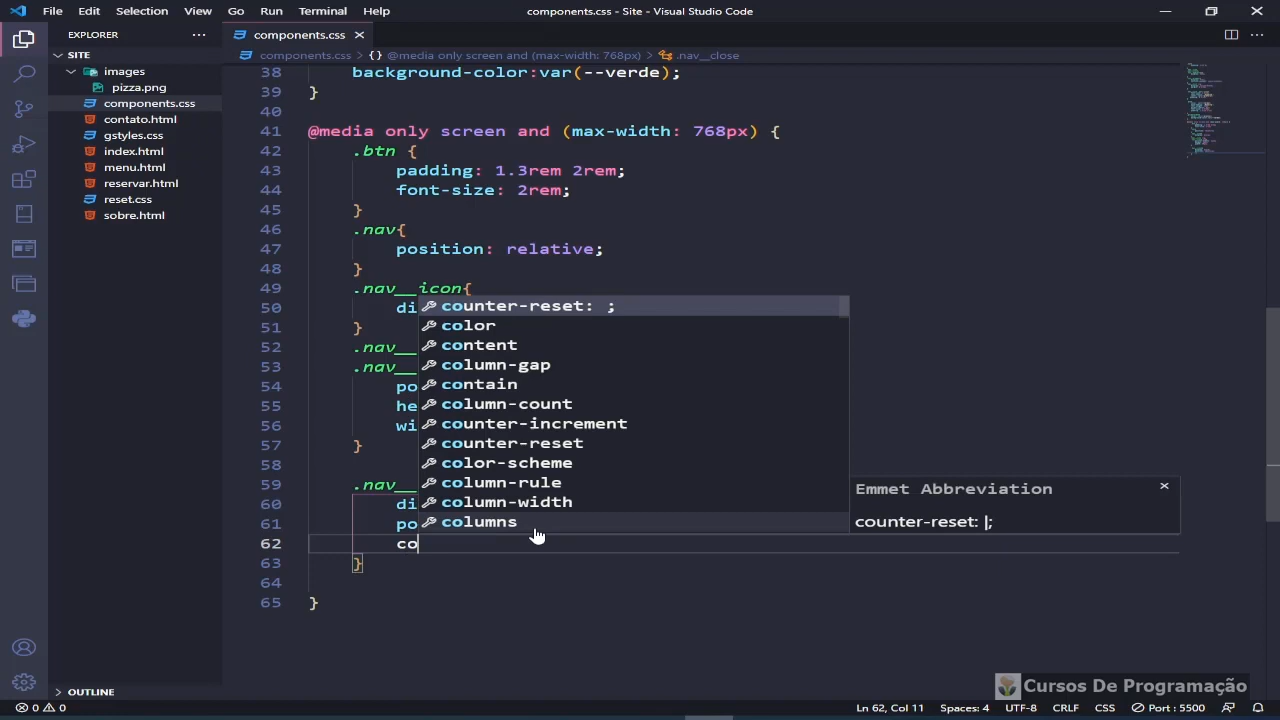 File Edit Selection View Go Run Terminal Help
components.css - Site - Visual Studio Code
EXPLORER
SITE
images
pizza.png
components.css
contato.html
gstyles.css
index.html
menu.html
reservar.html
reset.css
sobre.html
OUTLINE
components.css
components.css > {} @media only screen and (max-width: 768px) > .nav__close
38 background-color:var(--verde);
39 }
40
41 @media only screen and (max-width: 768px) {
42 .btn {
43 padding: 1.3rem 2rem;
44 font-size: 2rem;
45 }
46 .nav{
47 position: relative;
48 }
49 .nav__icon{
50 di
51 }
52 .nav__
53 .nav__
54 po
55 he
56 wi
57 }
58
59 .nav__
60 di
61 po
62 co
63 }
64
65 }
counter-reset: ;
color
content
column-gap
contain
column-count
counter-increment
counter-reset
color-scheme
column-rule
column-width
columns
Emmet Abbreviation
counter-reset: |;
Cursos De Programação
0 0
Ln 62, Col 11 Spaces: 4 UTF-8 CRLF CSS Port : 5500